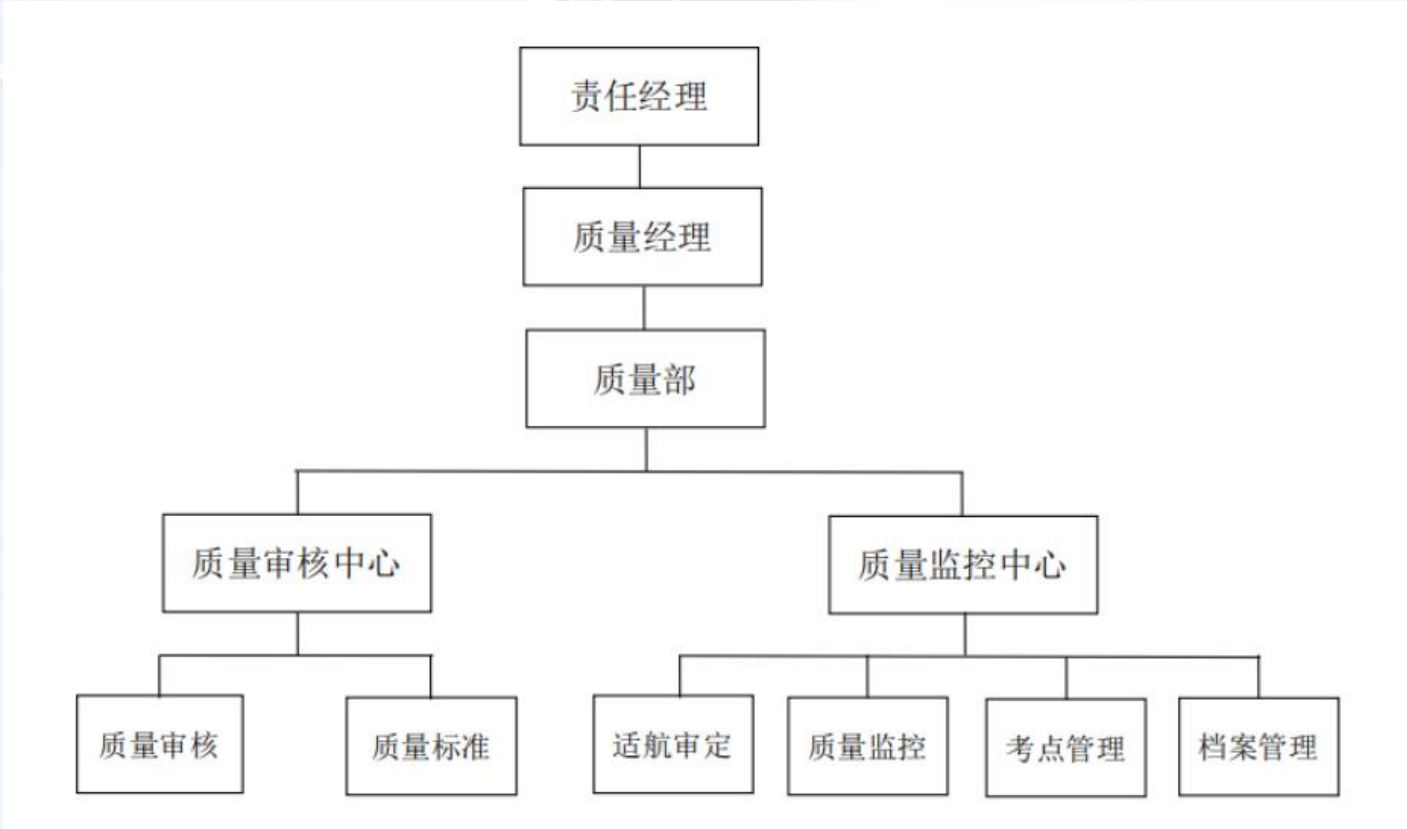 责任经理
质量经理
质量部
质量审核中心
质量监控中心
质量审核
质量标准
适航审定
质量监控
考点管理
档案管理